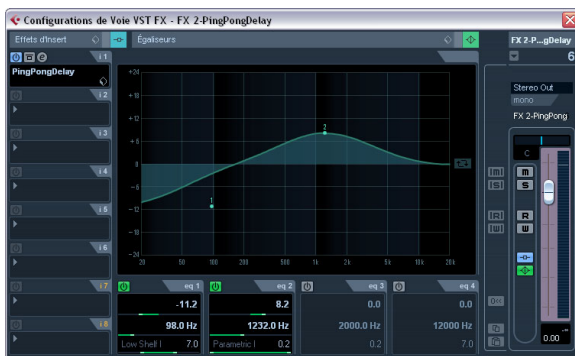 Configurations de Voie VST FX - FX 2-PingPongDelay
Effets d'Insert
Égaliseurs
FX 2-P...gDelay
6
e
i 1
PingPongDelay
i 2
i 3
i 4
i 5
i 6
i 7
i 8
+24
+18
+12
+6
0
-6
-12
-18
-24
1
2
20
50
100
200
500
1k
2k
5k
10k
20k
eq 1
eq 2
eq 3
eq 4
-11.2
8.2
0.0
0.0
98.0 Hz
1232.0 Hz
2000.0 Hz
12000 Hz
Low Shelf I
7.0
Parametric I
0.2
0.2
7.0
Stereo Out
mono
FX 2-PingPong
C
M
M
S
S
R
R
W
W
-∞
0.00